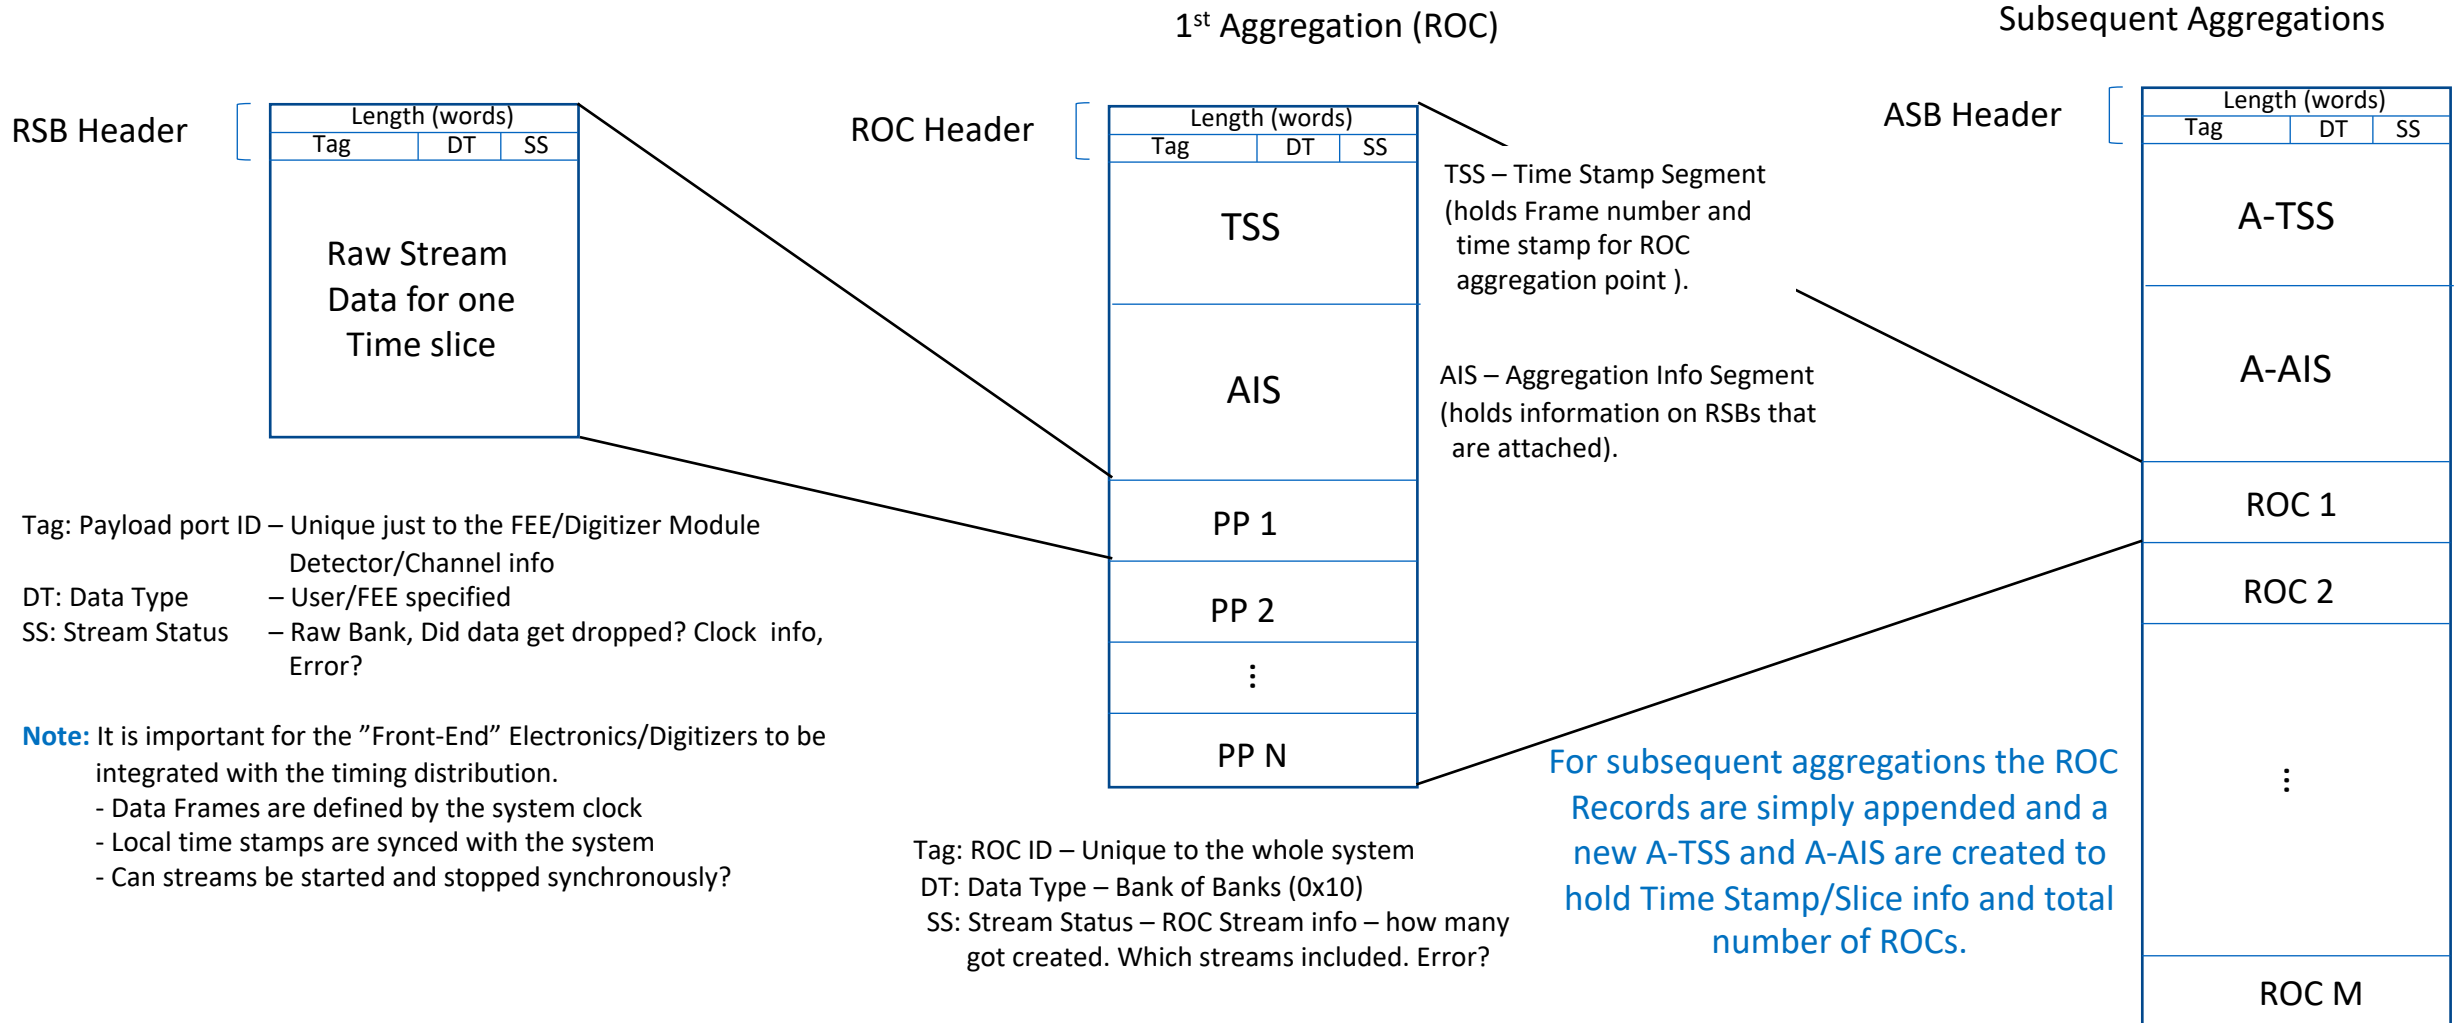 1st Aggregation (ROC)
Subsequent Aggregations
RSB Header
Length (words)
Tag DT SS
Raw Stream
Data for one
Time slice
Tag: Payload port ID – Unique just to the FEE/Digitizer Module
Detector/Channel info
DT: Data Type – User/FEE specified
SS: Stream Status – Raw Bank, Did data get dropped? Clock info,
Error?
Note: It is important for the ”Front-End” Electronics/Digitizers to be
integrated with the timing distribution.
- Data Frames are defined by the system clock
- Local time stamps are synced with the system
- Can streams be started and stopped synchronously?
ROC Header
Length (words)
Tag DT SS
TSS
AIS
PP 1
PP 2
⋮
PP N
TSS – Time Stamp Segment
(holds Frame number and
time stamp for ROC
aggregation point ).
AIS – Aggregation Info Segment
(holds information on RSBs that
are attached).
Tag: ROC ID – Unique to the whole system
DT: Data Type – Bank of Banks (0x10)
SS: Stream Status – ROC Stream info – how many
got created. Which streams included. Error?
ASB Header
Length (words)
Tag DT SS
A-TSS
A-AIS
ROC 1
ROC 2
⋮
ROC M
For subsequent aggregations the ROC
Records are simply appended and a
new A-TSS and A-AIS are created to
hold Time Stamp/Slice info and total
number of ROCs.